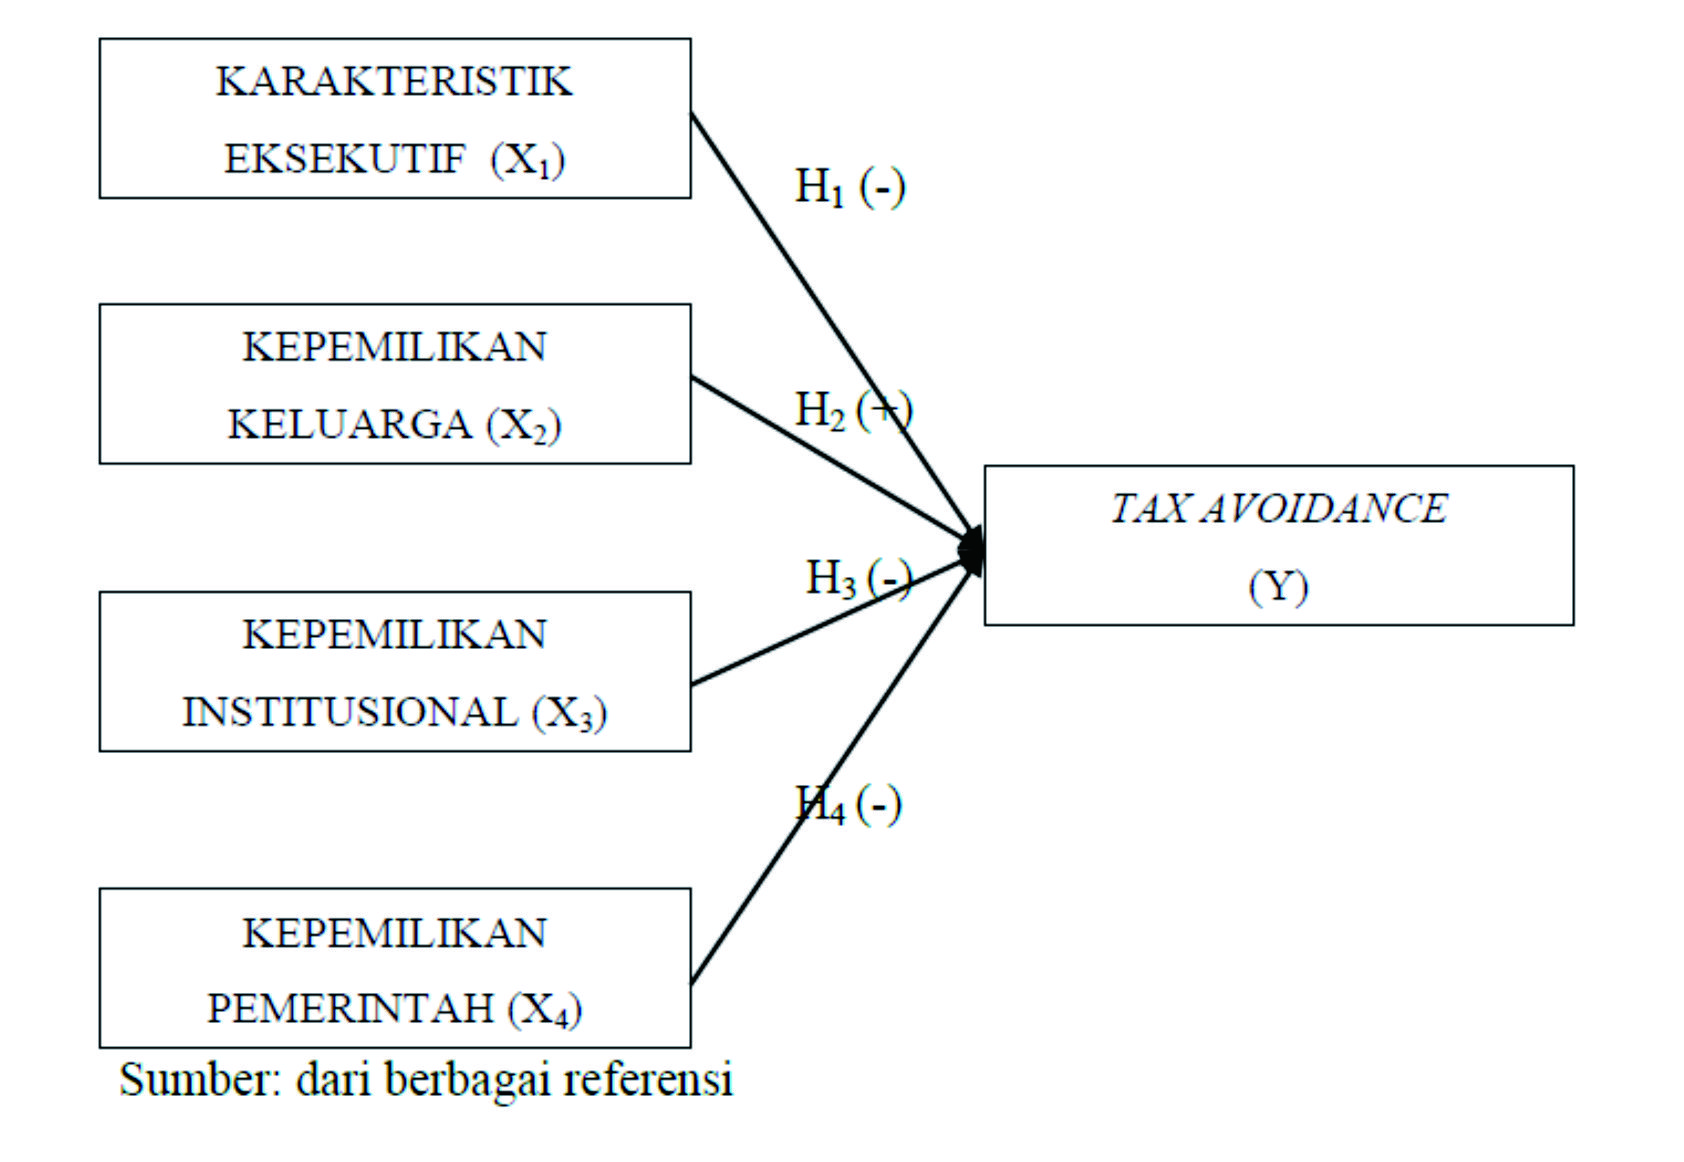 KARAKTERISTIK
EKSEKUTIF (X₁)
H₁ (-)
KEPEMILIKAN
KELUARGA (X₂)
H₂ (+)
TAX AVOIDANCE
(Y)
H₃ (-)
KEPEMILIKAN
INSTITUSIONAL (X₃)
H₄ (-)
KEPEMILIKAN
PEMERINTAH (X₄)
Sumber: dari berbagai referensi